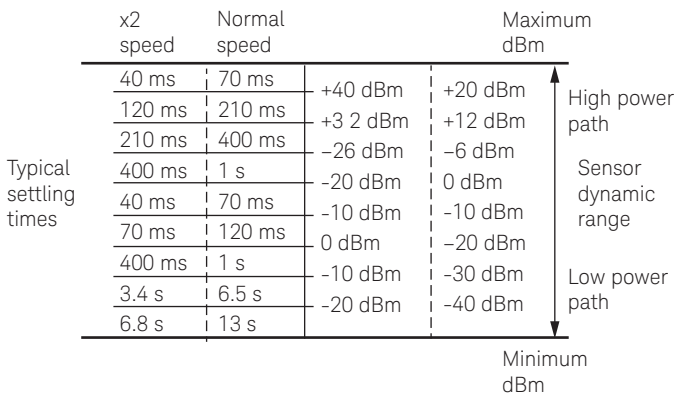 x2 speed
Normal speed
Maximum dBm
40 ms 70 ms
+40 dBm +20 dBm
High power path
120 ms 210 ms
+3 2 dBm +12 dBm
210 ms 400 ms
–26 dBm –6 dBm
Typical settling times
400 ms 1 s
-20 dBm 0 dBm
Sensor dynamic range
40 ms 70 ms
-10 dBm -10 dBm
70 ms 120 ms
0 dBm –20 dBm
400 ms 1 s
-10 dBm -30 dBm
Low power path
3.4 s 6.5 s
-20 dBm -40 dBm
6.8 s 13 s
Minimum dBm